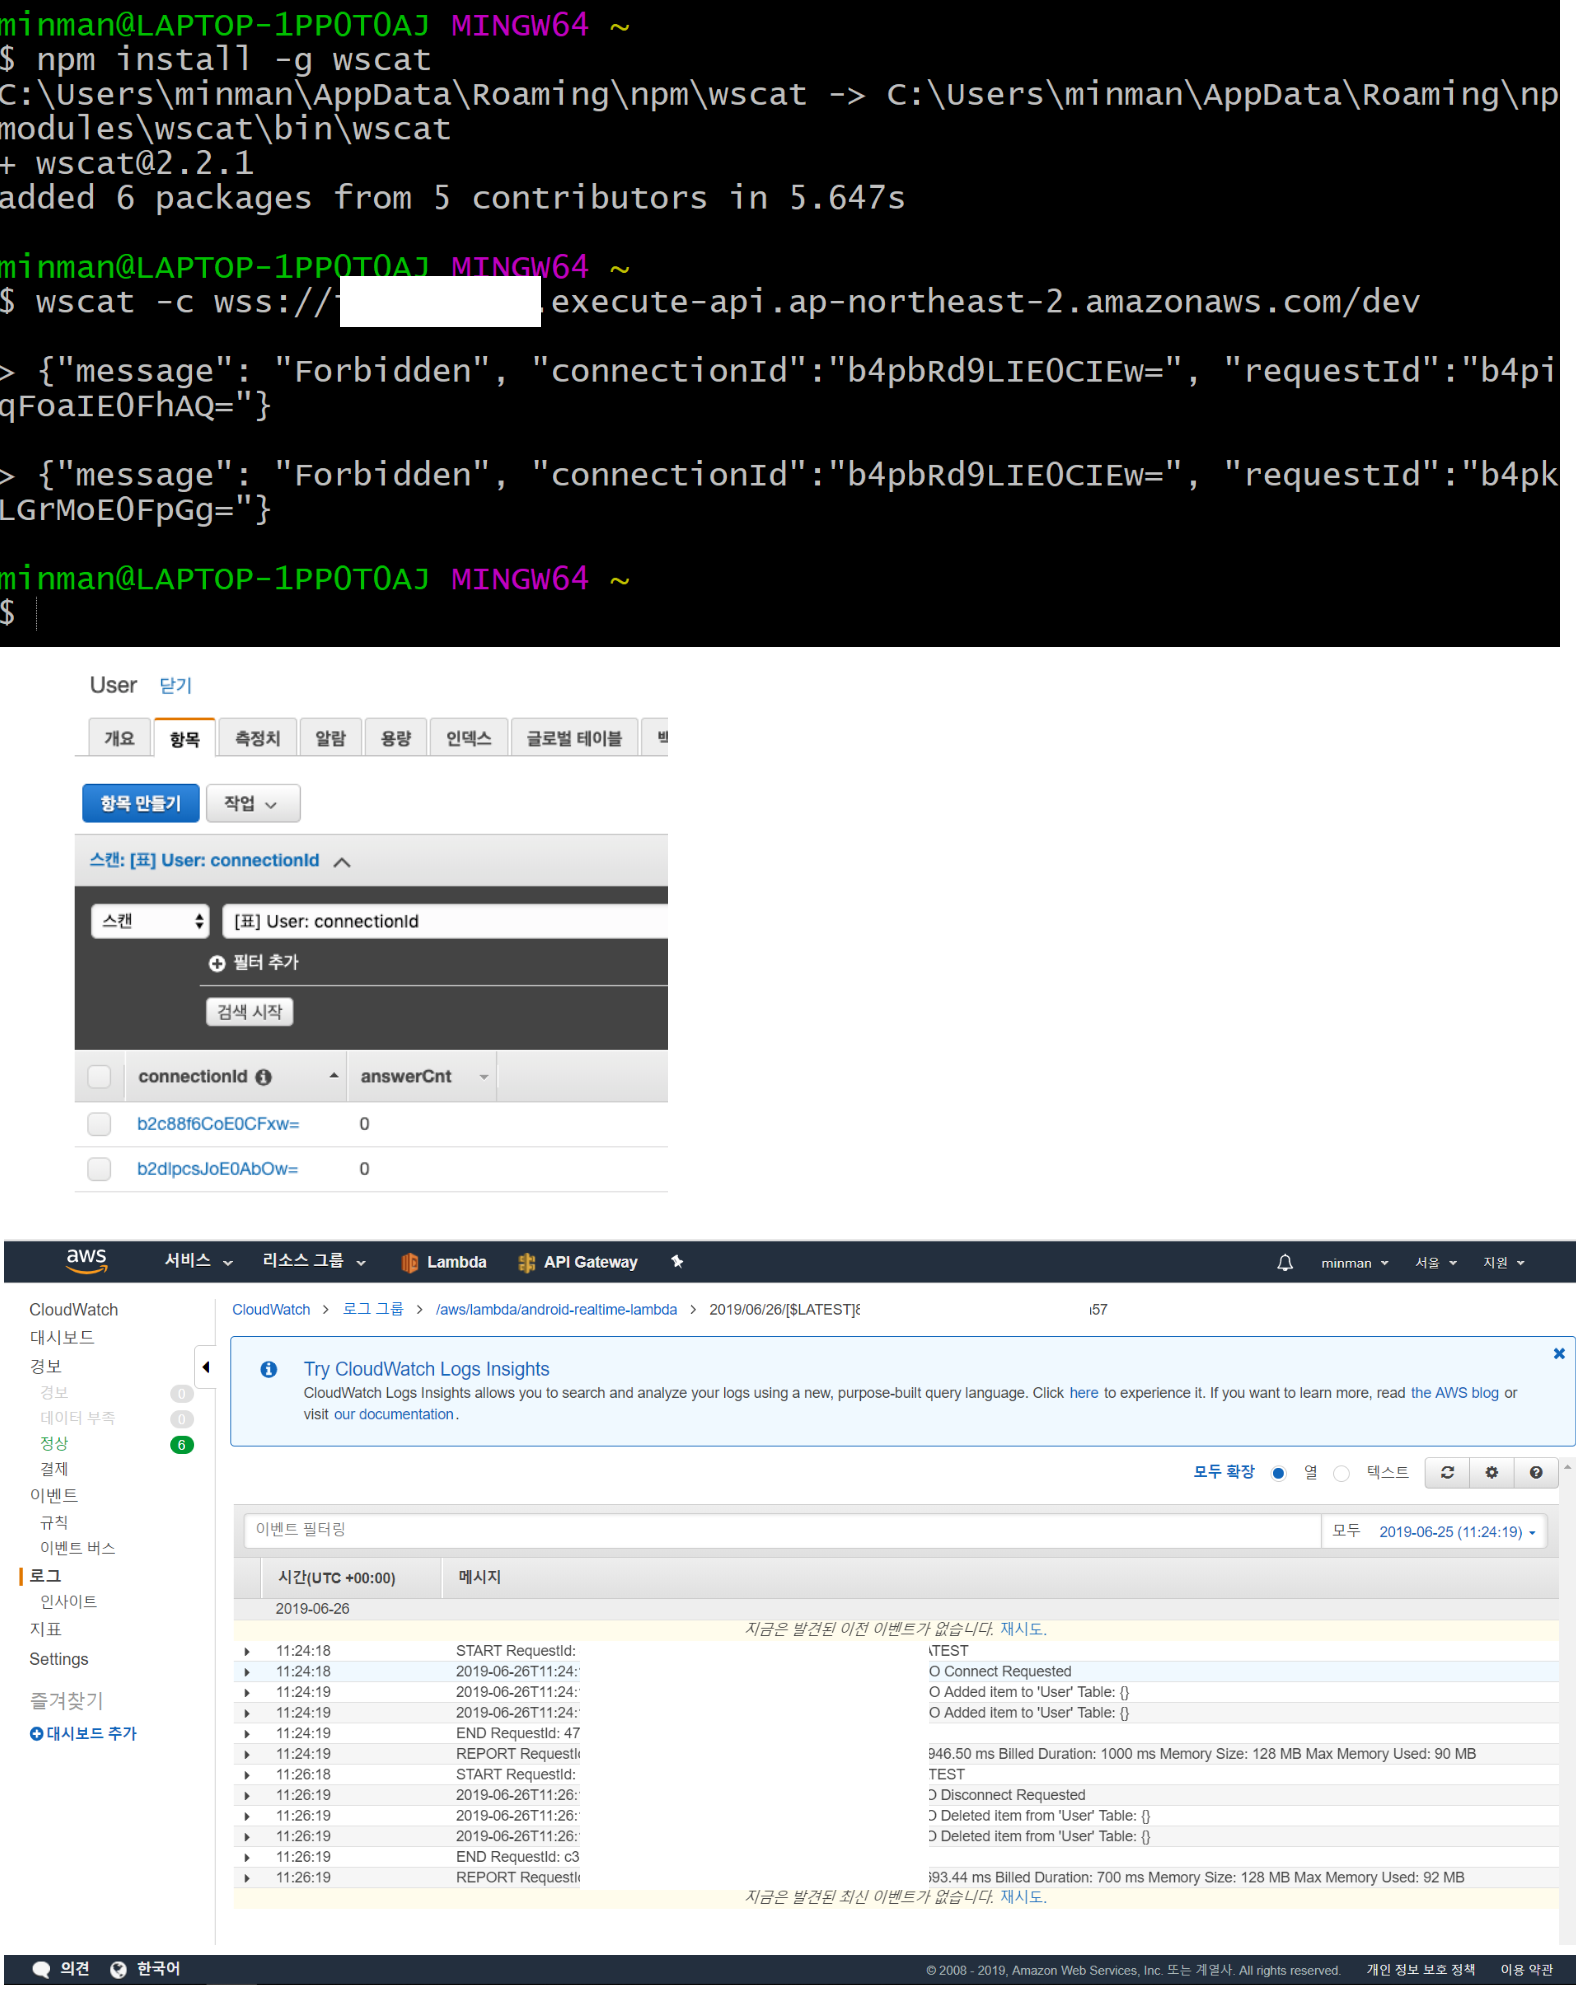 minman@LAPTOP-1PP0T0AJ MINGW64 ~
$ npm install -g wscat
C:\Users\minman\AppData\Roaming\npm\wscat -> C:\Users\minman\AppData\Roaming\np
modules\wscat\bin\wscat
+ wscat@2.2.1
added 6 packages from 5 contributors in 5.647s
minman@LAPTOP-1PP0T0AJ MINGW64 ~
$ wscat -c wss:// .execute-api.ap-northeast-2.amazonaws.com/dev
> {"message": "Forbidden", "connectionId":"b4pbRd9LIE0CIEw=", "requestId":"b4pi
qFoaIE0FhAQ="}
> {"message": "Forbidden", "connectionId":"b4pbRd9LIE0CIEw=", "requestId":"b4pk
LGrMoE0FpGg="}
minman@LAPTOP-1PP0T0AJ MINGW64 ~
$
User 닫기
개요 항목 측정치 알람 용량 인덱스 글로벌 테이블
항목 만들기 작업
스캔: [표] User: connectionId
스캔 [표] User: connectionId
필터 추가
검색 시작
connectionId answerCnt
b2c88f6CoE0CFxw= 0
b2dlpcsJoE0AbOw= 0
aws 서비스 리소스 그룹 Lambda API Gateway minman 서울 지원
CloudWatch
대시보드
경보
경보 0
데이터 부족 0
정상 6
결제
이벤트
규칙
이벤트 버스
로그
인사이트
지표
Settings
즐겨찾기
대시보드 추가
CloudWatch > 로그 그룹 > /aws/lambda/android-realtime-lambda > 2019/06/26/[$LATEST] 57
Try CloudWatch Logs Insights
CloudWatch Logs Insights allows you to search and analyze your logs using a new, purpose-built query language. Click here to experience it. If you want to learn more, read the AWS blog or
visit our documentation.
모두 확장 열 텍스트
이벤트 필터링 모두 2019-06-25 (11:24:19)
시간(UTC +00:00) 메시지
2019-06-26
지금은 발견된 이전 이벤트가 없습니다. 재시도.
11:24:18 START RequestId: ATEST
11:24:18 2019-06-26T11:24: O Connect Requested
11:24:19 2019-06-26T11:24: O Added item to 'User' Table: {}
11:24:19 2019-06-26T11:24: O Added item to 'User' Table: {}
11:24:19 END RequestId: 47
11:24:19 REPORT RequestId 946.50 ms Billed Duration: 1000 ms Memory Size: 128 MB Max Memory Used: 90 MB
11:26:18 START RequestId: TEST
11:26:19 2019-06-26T11:26: O Disconnect Requested
11:26:19 2019-06-26T11:26: O Deleted item from 'User' Table: {}
11:26:19 2019-06-26T11:26: O Deleted item from 'User' Table: {}
11:26:19 END RequestId: c3
11:26:19 REPORT RequestId 693.44 ms Billed Duration: 700 ms Memory Size: 128 MB Max Memory Used: 92 MB
지금은 발견된 최신 이벤트가 없습니다. 재시도.
의견 한국어 © 2008 - 2019, Amazon Web Services, Inc. 또는 계열사. All rights reserved. 개인 정보 보호 정책 이용 약관